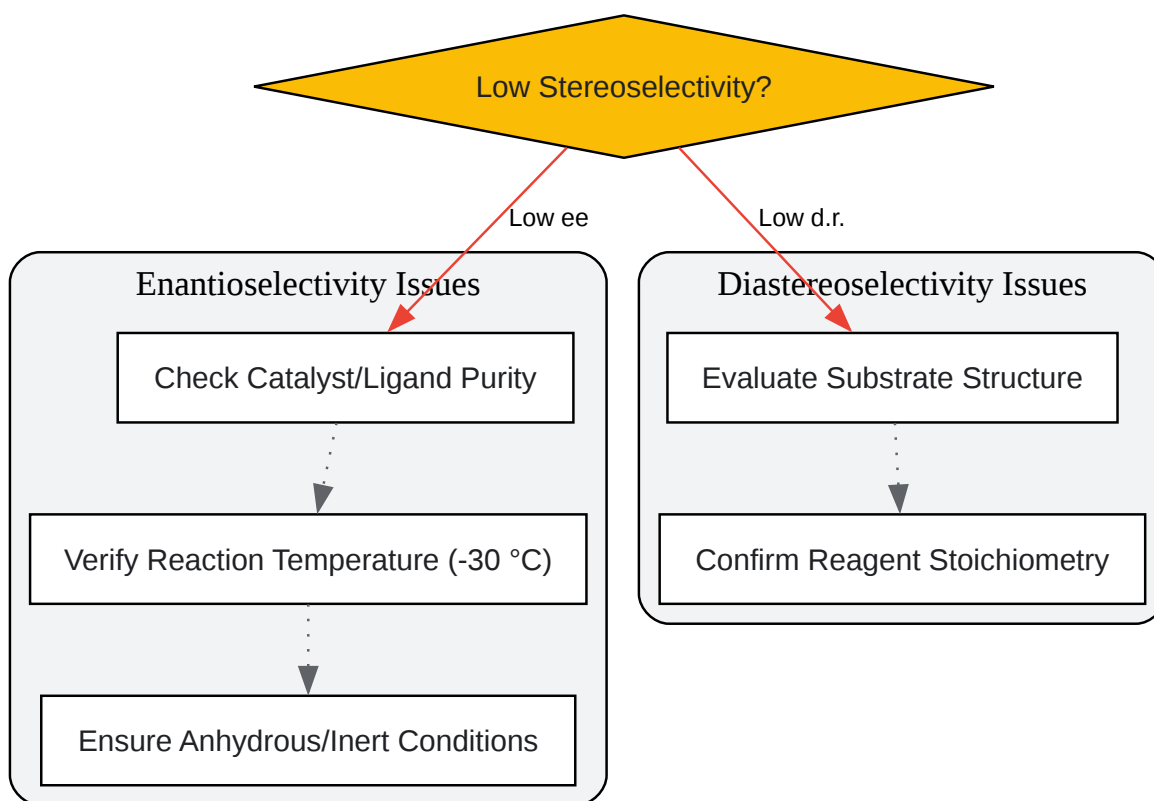 Low Stereoselectivity?
Low ee
Low d.r.
Enantioselectivity Issues
Check Catalyst/Ligand Purity
Verify Reaction Temperature (-30 °C)
Ensure Anhydrous/Inert Conditions
Diastereoselectivity Issues
Evaluate Substrate Structure
Confirm Reagent Stoichiometry